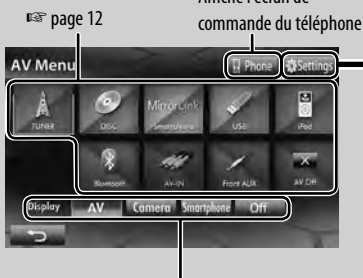 Affiche l'écran de
☞ page 12
commande du téléphone
AV Menu
Phone
Settings
TUNER
DISC
MirrorLink
Smartphone
USB
iPod
Bluetooth
AV-IN
Front AUX
AV Off
Display
AV
Camera
Smartphone
Off